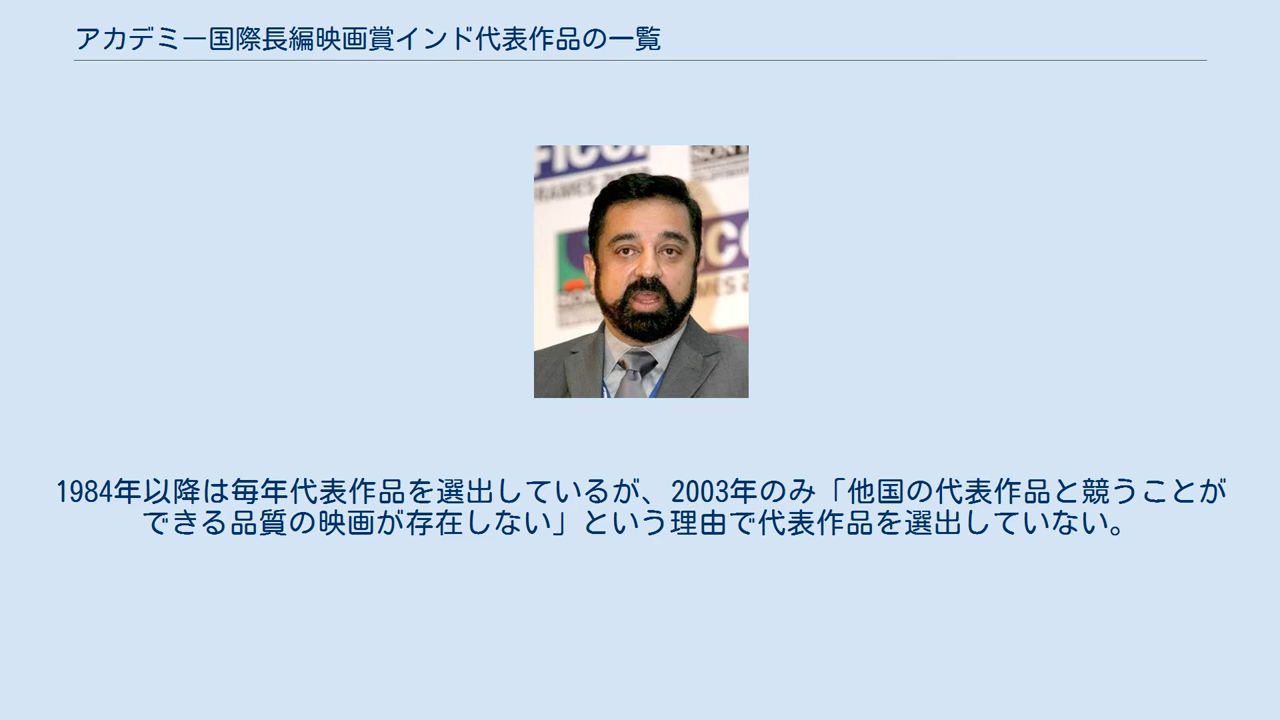 アカデミー国際長編映画賞インド代表作品の一覧
FICCI
FRAMES 2009
1984年以降は毎年代表作品を選出しているが、2003年のみ「他国の代表作品と競うことが
できる品質の映画が存在しない」という理由で代表作品を選出していない。